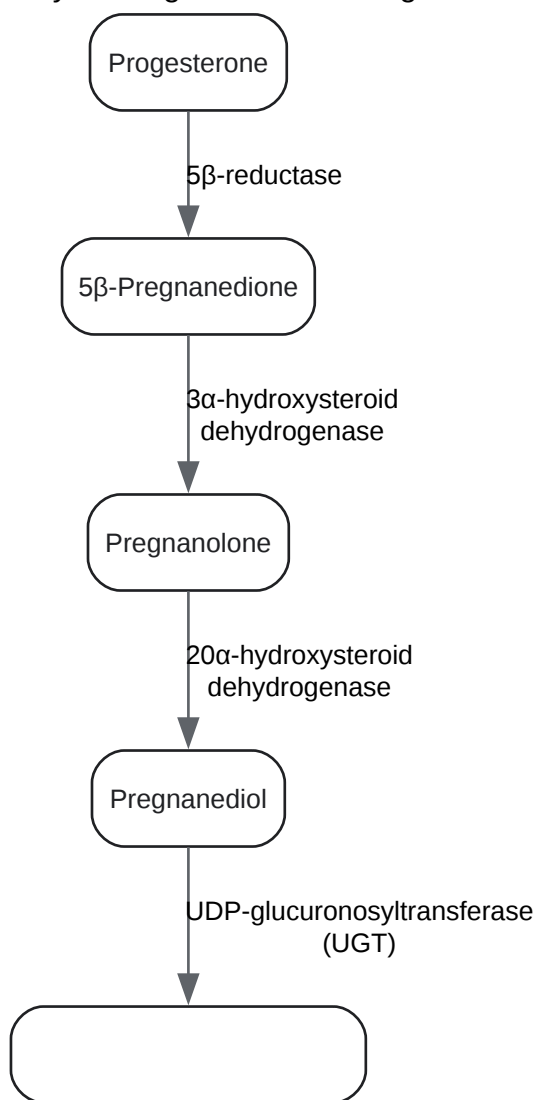 Progesterone
5β-reductase
5β-Pregnanedione
3α-hydroxysteroid
dehydrogenase
Pregnanolone
20α-hydroxysteroid
dehydrogenase
Pregnanediol
UDP-glucuronosyltransferase
(UGT)